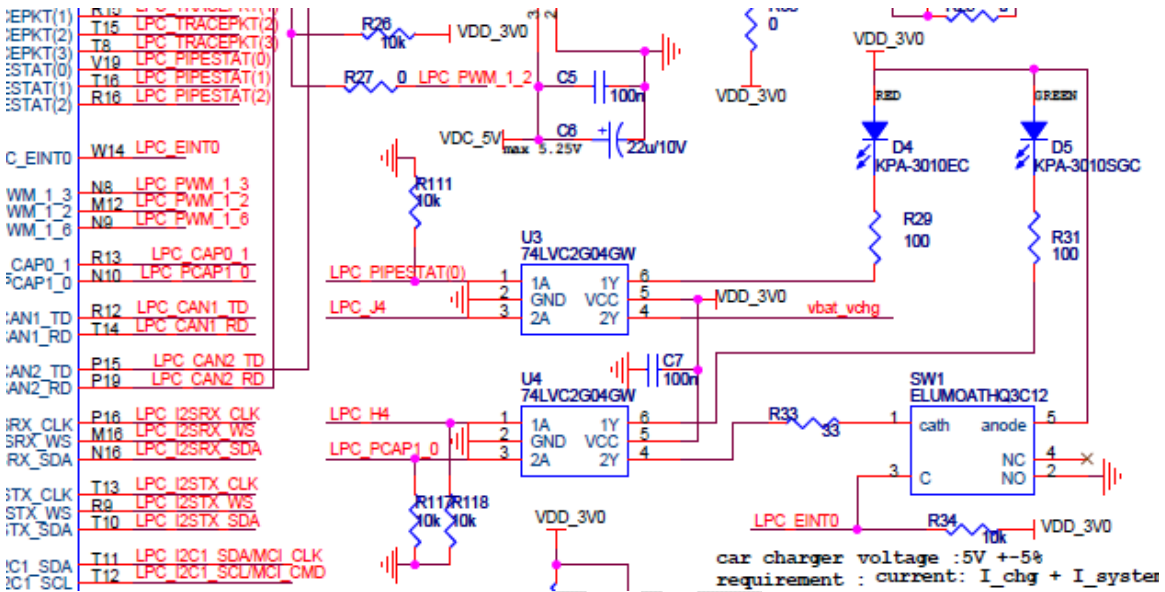 CEPKT(1) R15 LPC_TRACEPKT(1)
CEPKT(2) T15 LPC_TRACEPKT(2)
CEPKT(3) T8 LPC_TRACEPKT(3)
ESTAT(0) V19 LPC_PIPESTAT(0)
ESTAT(1) T16 LPC_PIPESTAT(1)
ESTAT(2) R16 LPC_PIPESTAT(2)
C_EINT0 W14 LPC_EINT0
WM_1_3 N8 LPC_PWM_1_3
WM_1_2 M12 LPC_PWM_1_2
WM_1_6 N9 LPC_PWM_1_6
_CAP0_1 R13 LPC_CAP0_1
PCAP1_0 N10 LPC_PCAP1_0
CAN1_TD R12 LPC_CAN1_TD
CAN1_RD T14 LPC_CAN1_RD
CAN2_TD P15 LPC_CAN2_TD
CAN2_RD P19 LPC_CAN2_RD
SRX_CLK P16 LPC_I2SRX_CLK
SRX_WS M16 LPC_I2SRX_WS
RX_SDA N16 LPC_I2SRX_SDA
STX_CLK T13 LPC_I2STX_CLK
STX_WS R9 LPC_I2STX_WS
STX_SDA T10 LPC_I2STX_SDA
2C1_SDA T11 LPC_I2C1_SDA/MCI_CLK
2C1_SCL T12 LPC_I2C1_SCL/MCI_CMD
R26
10k
VDD_3V0
R27 0 LPC_PWM_1_2
3
2
C5
100n
VDC_5V
max 5.25V
C6
+
22u/10V
0
VDD_3V0
R111
10k
VDD_3V0
RED
GREEN
D4
KPA-3010EC
D5
KPA-3010SGC
R29
100
R31
100
U3
74LVC2G04GW
LPC_PIPESTAT(0) 1 1A 1Y 6
2 GND VCC 5 VDD_3V0
LPC_J4 3 2A 2Y 4 vbat_vchg
C7
100n
U4
74LVC2G04GW
LPC_H4 1 1A 1Y 6
2 GND VCC 5
LPC_PCAP1_0 3 2A 2Y 4
R117
10k
R118
10k
VDD_3V0
R33
33
SW1
ELUMOATHQ3C12
1 cath anode 5
NC 4
3 C NO 2
LPC_EINT0
R34
10k
VDD_3V0
car charger voltage :5V +-5%
requirement : current: I_chg + I_system